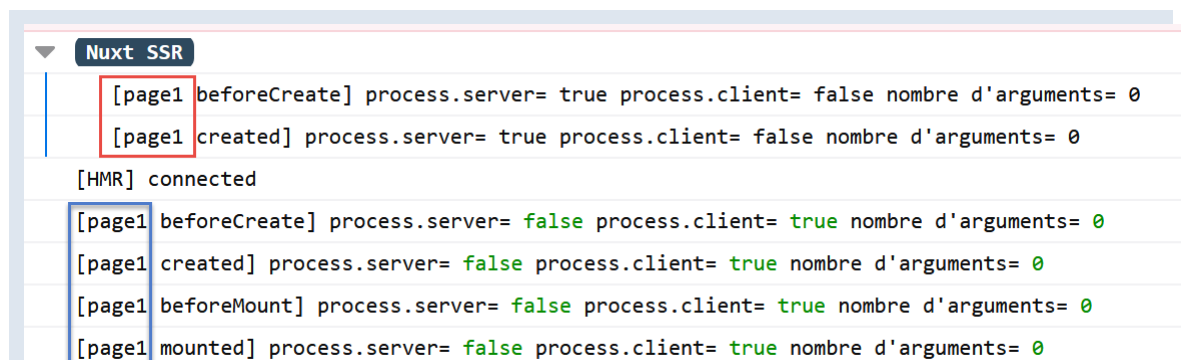 Nuxt SSR
[page1 beforeCreate] process.server= true process.client= false nombre d'arguments= 0
[page1 created] process.server= true process.client= false nombre d'arguments= 0
[HMR] connected
[page1 beforeCreate] process.server= false process.client= true nombre d'arguments= 0
[page1 created] process.server= false process.client= true nombre d'arguments= 0
[page1 beforeMount] process.server= false process.client= true nombre d'arguments= 0
[page1 mounted] process.server= false process.client= true nombre d'arguments= 0